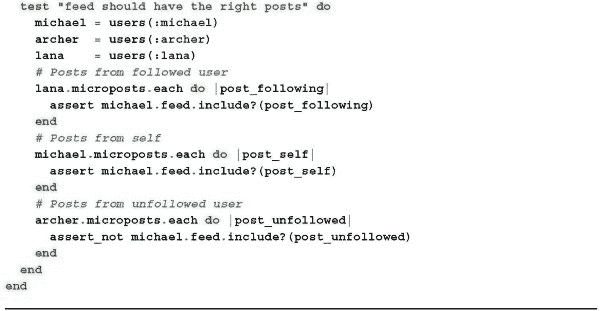 test "feed should have the right posts" do
michael = users(:michael)
archer = users(:archer)
lana = users(:lana)
# Posts from followed user
lana.microposts.each do |post_following|
assert michael.feed.include?(post_following)
end
# Posts from self
michael.microposts.each do |post_self|
assert michael.feed.include?(post_self)
end
# Posts from unfollowed user
archer.microposts.each do |post_unfollowed|
assert_not michael.feed.include?(post_unfollowed)
end
end
end